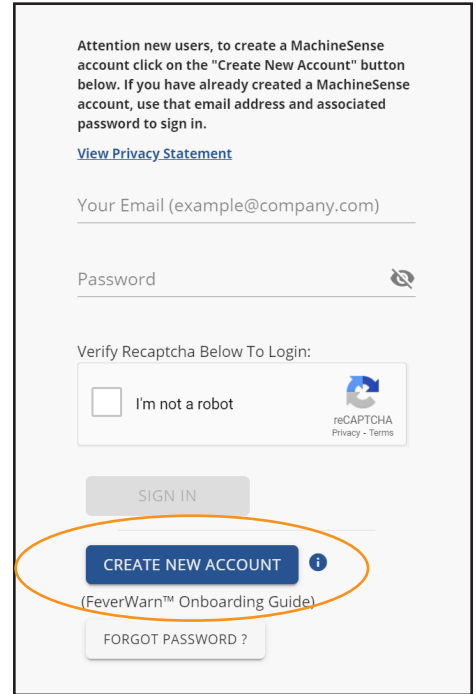 Attention new users, to create a MachineSense
account click on the "Create New Account" button
below. If you have already created a MachineSense
account, use that email address and associated
password to sign in.
View Privacy Statement
Your Email (example@company.com)
Password
Verify Recaptcha Below To Login:
I'm not a robot
reCAPTCHA
Privacy - Terms
SIGN IN
CREATE NEW ACCOUNT
(FeverWarn™ Onboarding Guide)
FORGOT PASSWORD ?